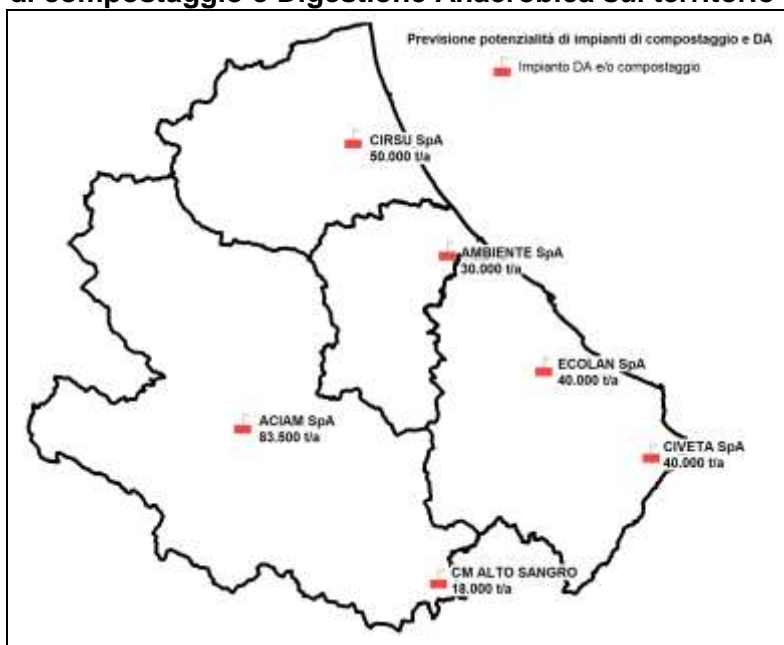 di compostaggio e Digestione Anaerobica sul territorio
Previsione potenzialità di impianti di compostaggio e DA
Impianto DA e/o compostaggio
CIRSU SpA
50.000 t/a
AMBIENTE SpA
30.000 t/a
ECOLAN SpA
40.000 t/a
ACIAM SpA
83.500 t/a
CIVETA SpA
40.000 t/a
CM ALTO SANGRO
18.000 t/a